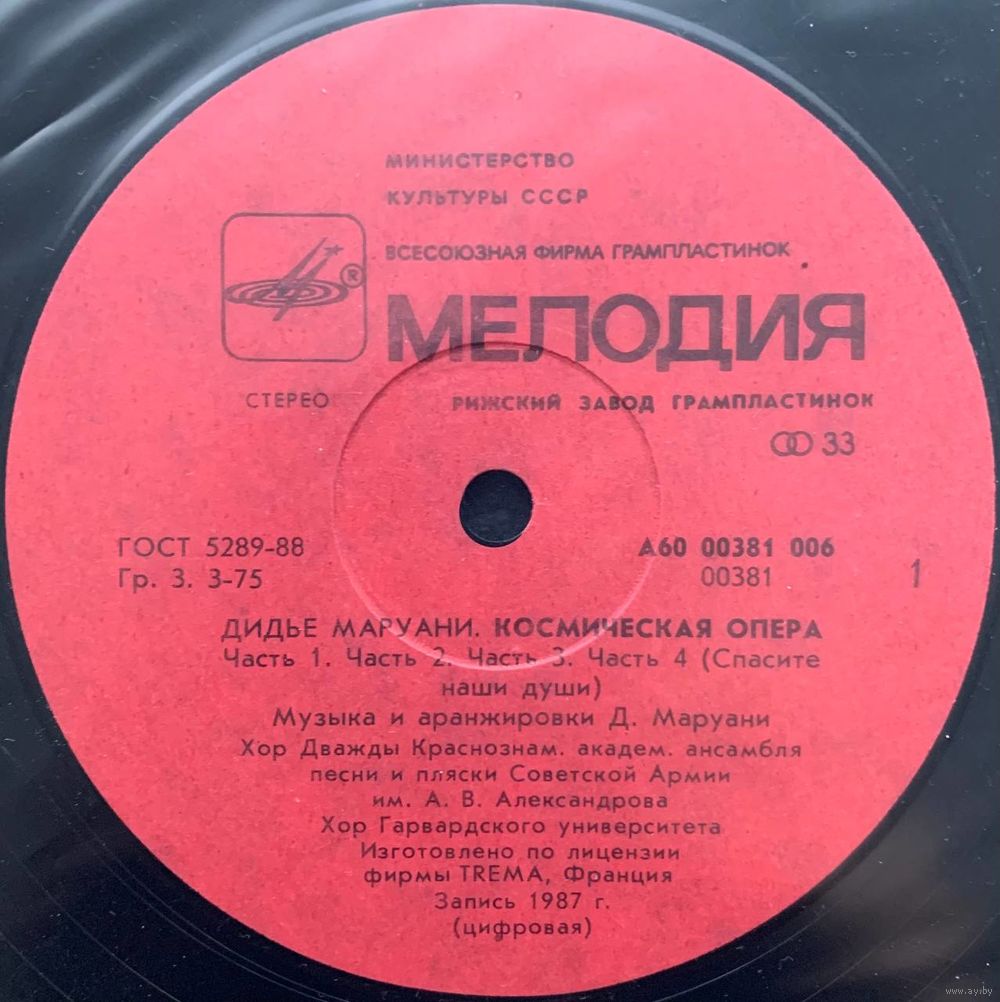 МИНИСТЕРСТВО
КУЛЬТУРЫ СССР
ВСЕСОЮЗНАЯ ФИРМА ГРАМПЛАСТИНОК
®
МЕЛОДИЯ
СТЕРЕО
РИЖСКИЙ ЗАВОД ГРАМПЛАСТИНОК
33
ГОСТ 5289-88
Гр. 3. 3-75
А60 00381 006
00381
1
ДИДЬЕ МАРУАНИ. КОСМИЧЕСКАЯ ОПЕРА
Часть 1. Часть 2. Часть 3. Часть 4 (Спасите
наши души)
Музыка и аранжировки Д. Маруани
Хор Дважды Краснознам. академ. ансамбля
песни и пляски Советской Армии
им. А. В. Александрова
Хор Гарвардского университета
Изготовлено по лицензии
фирмы TREMA, Франция
Запись 1987 г.
(цифровая)
www.ay.by